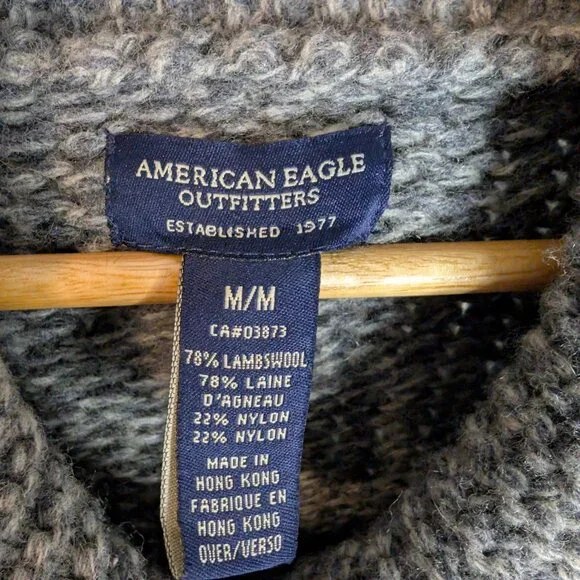 AMERICAN EAGLE
OUTFITTERS
ESTABLISHED 1977
M/M
CA#03873
78% LAMBSWOOL
78% LAINE
D'AGNEAU
22% NYLON
22% NYLON
MADE IN
HONG KONG
FABRIQUE EN
HONG KONG
OVER/VERSO